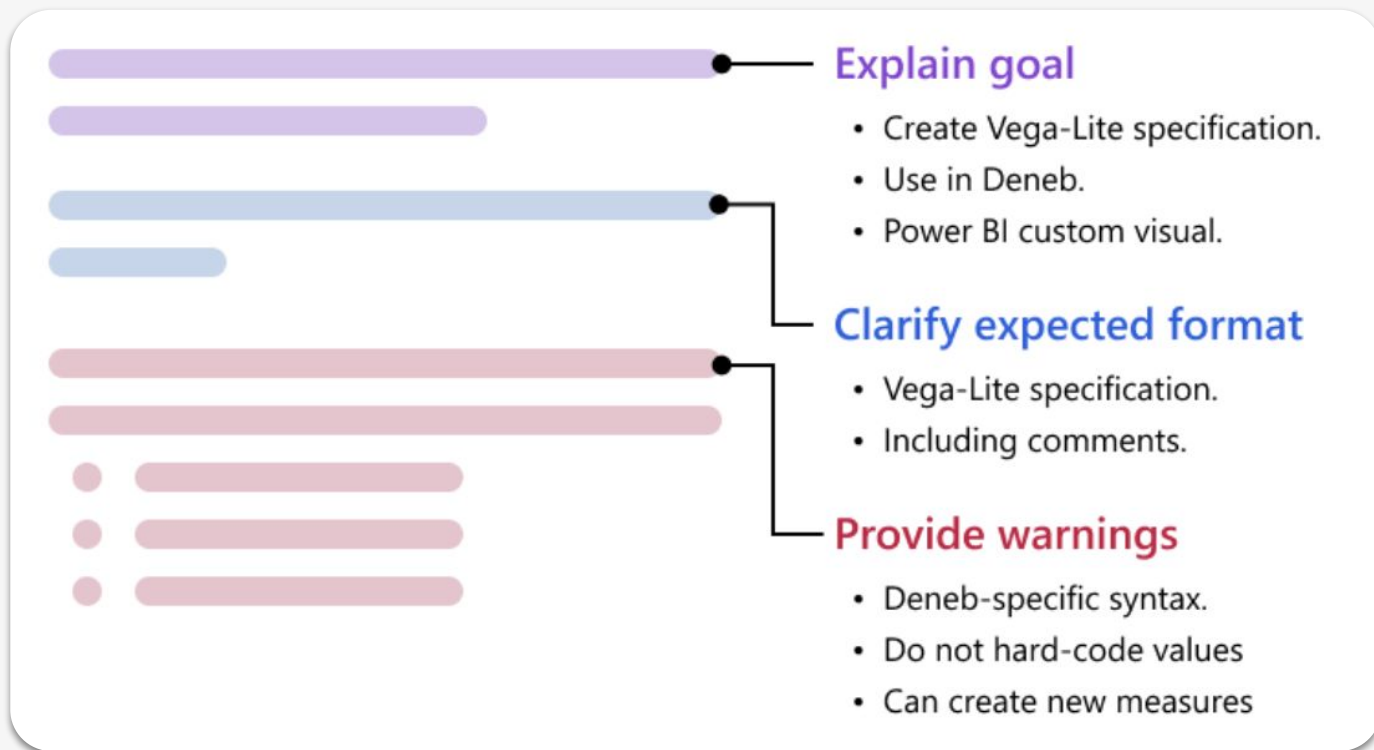 Explain goal
• Create Vega-Lite specification.
• Use in Deneb.
• Power BI custom visual.
Clarify expected format
• Vega-Lite specification.
• Including comments.
Provide warnings
• Deneb-specific syntax.
• Do not hard-code values
• Can create new measures